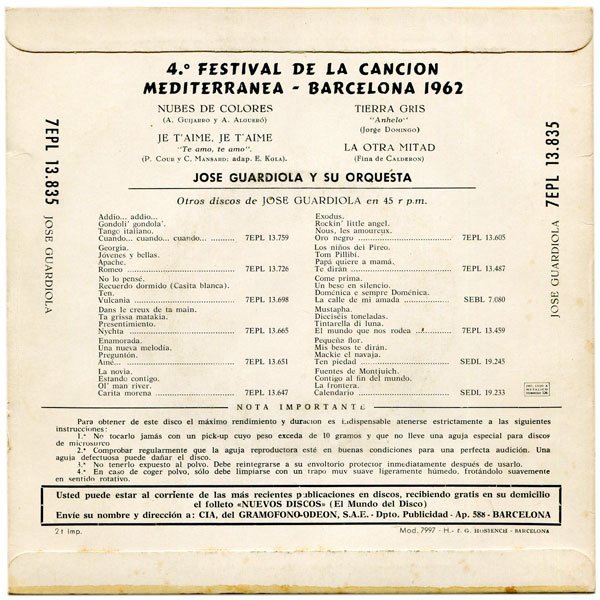 4.º FESTIVAL DE LA CANCION
MEDITERRANEA - BARCELONA 1962
NUBES DE COLORES
(A. Guijarro y A. Algueró)
JE T'AIME, JE T'AIME
"Te amo, te amo".
(P. Cour y C. Mansard: adap. E. Kola).
TIERRA GRIS
"Anhelo"
(Jorge Domingo)
LA OTRA MITAD
(Fina de Calderon)
JOSE GUARDIOLA Y SU ORQUESTA
7EPL 13.835 JOSE GUARDIOLA
7EPL 13.835 JOSE GUARDIOLA
Otros discos de JOSE GUARDIOLA en 45 r p.m.
Addio... addio...
Gondolì gondola'.
Tango italiano.
Cuando... cuando... cuando... 7EPL 13.759
Georgia.
Jóvenes y bellas.
Apache.
Romeo 7EPL 13.726
No lo pensé.
Recuerdo dormido (Casita blanca).
Ten.
Vulcania 7EPL 13.698
Dans le creux de ta main.
Ta grissa matakia.
Presentimiento.
Nychta 7EPL 13.665
Enamorada.
Una nueva melodía.
Preguntón.
Amé... 7EPL 13.651
La novia.
Estando contigo.
Ol' man river.
Carita morena 7EPL 13.647
Exodus.
Rockin' little angel.
Nous, les amoureux.
Oro negro 7EPL 13.605
Los niños del Pireo.
Tom Pillibi.
Papá quiere a mamá.
Te dirán 7EPL 13.487
Come prima.
Un beso en silencio.
Doménica e sempre Doménica.
La calle de mi amada SEBL 7.080
Mustapha.
Dieciséis toneladas.
Tintarella di luna.
El mundo que nos rodea 7EPL 13.459
Pequeña flor.
Mis besos te dirán.
Mackie el navaja.
Ten piedad SEDL 19.245
Fuentes de Montjuich.
Contigo al fin del mundo.
La frontera.
Calendario SEDL 19.233
NOTA IMPORTANTE
Para obtener de este disco el máximo rendimiento y duración es indispensable atenerse estrictamente a las siguientes
instrucciones:
1.ª No tocarlo jamás con un pick-up cuyo peso exceda de 10 gramos y que no lleve una aguja especial para discos
de microsurco
2.ª Comprobar regularmente que la aguja reproductora esté en buenas condiciones para una perfecta audición. Una
aguja defectuosa puede dañar el disco.
3.ª No tenerlo expuesto al polvo. Debe reintegrarse a su envoltorio protector inmediatamente después de usarlo.
4.ª En caso de coger polvo, sólo debe limpiarse con un trapo muy suave ligeramente húmedo, frotándolo suavemente
en sentido rotativo.
Usted puede estar al corriente de las más recientes publicaciones en discos, recibiendo gratis en su domicilio
el folleto «NUEVOS DISCOS» (El Mundo del Disco)
Envíe su nombre y dirección a: CIA, del GRAMOFONO-ODEON, S.A.E. - Dpto. Publicidad - Ap. 588 - BARCELONA
2 t imp.
Mod. 7997 - H. - F. G. HOSTENCH - BARCELONA